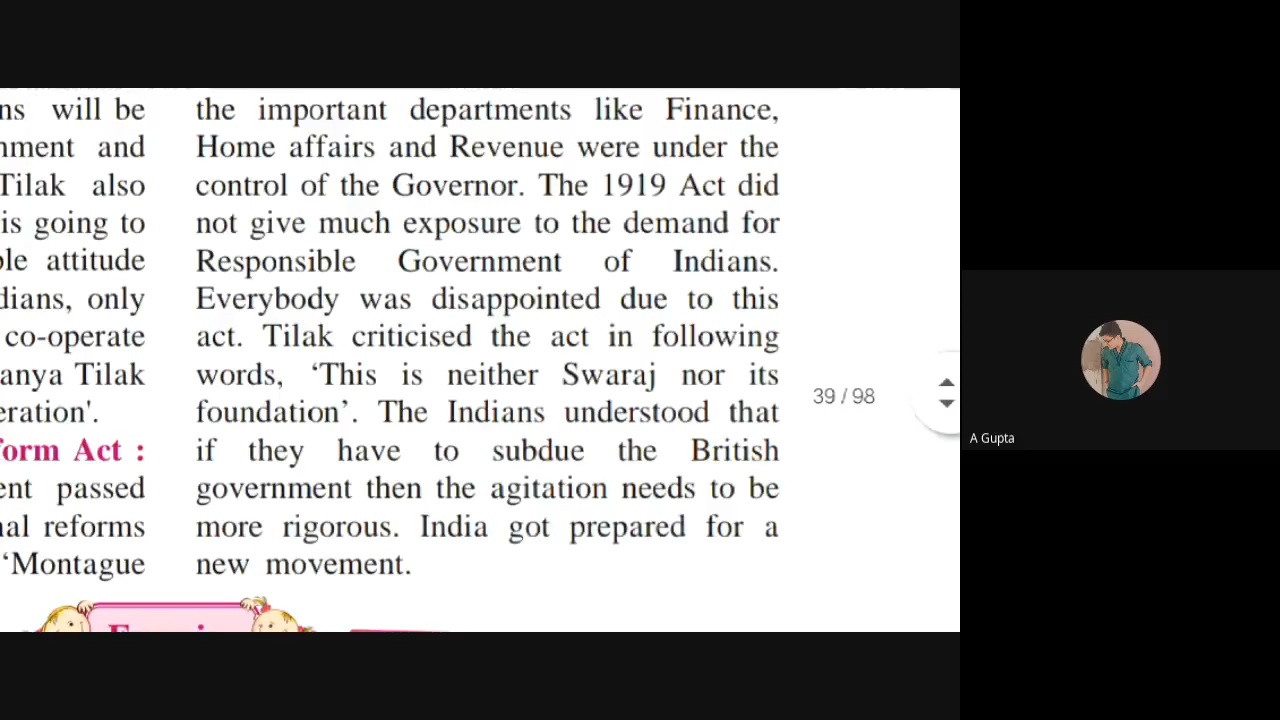 ns will be
nment and
Tilak also
is going to
ble attitude
dians, only
co-operate
anya Tilak
eration'.
form Act :
ent passed
nal reforms
‘Montague
the important departments like Finance,
Home affairs and Revenue were under the
control of the Governor. The 1919 Act did
not give much exposure to the demand for
Responsible Government of Indians.
Everybody was disappointed due to this
act. Tilak criticised the act in following
words, ‘This is neither Swaraj nor its
foundation’. The Indians understood that
if they have to subdue the British
government then the agitation needs to be
more rigorous. India got prepared for a
new movement.
39 / 98
A Gupta